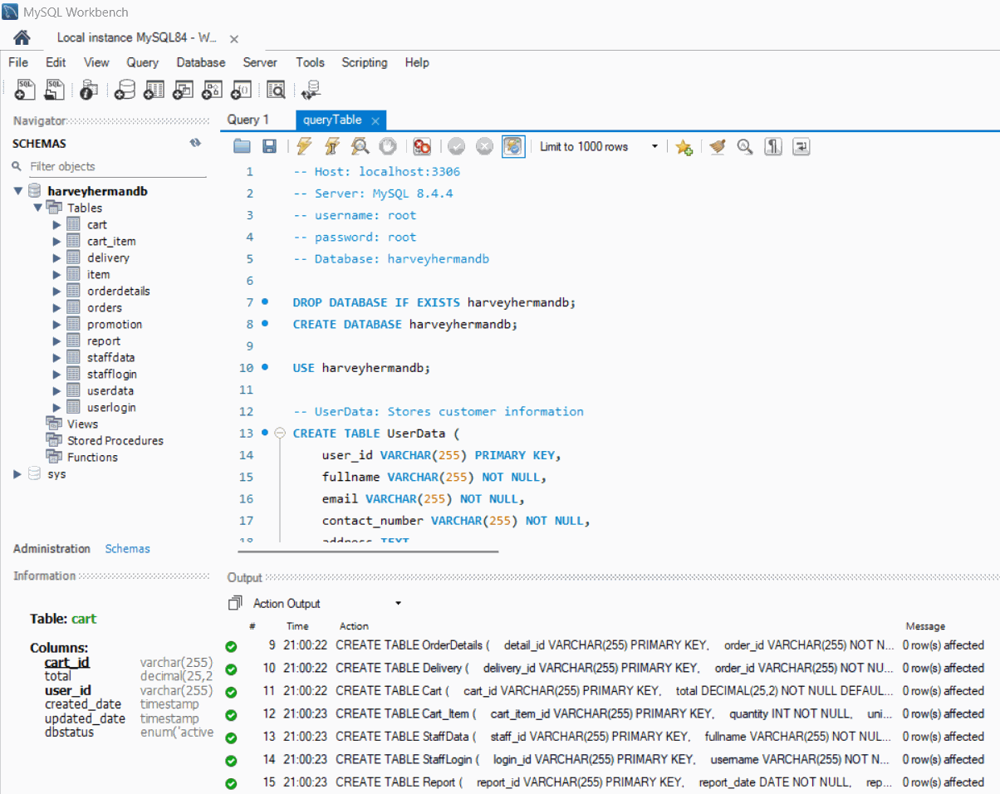 MySQL Workbench
Local instance MySQL84 - W...
File Edit View Query Database Server Tools Scripting Help
Navigator
SCHEMAS
Filter objects
harveyhermandb
Tables
cart
cart_item
delivery
item
orderdetails
orders
promotion
report
staffdata
stafflogin
userdata
userlogin
Views
Stored Procedures
Functions
sys
Administration Schemas
Information
Table: cart
Columns:
cart_id varchar(255)
total decimal(25,2
user_id varchar(255)
created_date timestamp
updated_date timestamp
dbstatus enum('active
Query 1 queryTable
Limit to 1000 rows
1 -- Host: localhost:3306
2 -- Server: MySQL 8.4.4
3 -- username: root
4 -- password: root
5 -- Database: harveyhermandb
6
7 DROP DATABASE IF EXISTS harveyhermandb;
8 CREATE DATABASE harveyhermandb;
9
10 USE harveyhermandb;
11
12 -- UserData: Stores customer information
13 CREATE TABLE UserData (
14 user_id VARCHAR(255) PRIMARY KEY,
15 fullname VARCHAR(255) NOT NULL,
16 email VARCHAR(255) NOT NULL,
17 contact_number VARCHAR(255) NOT NULL,
18 address TEXT
Output
Action Output
# Time Action Message
9 21:00:22 CREATE TABLE OrderDetails ( detail_id VARCHAR(255) PRIMARY KEY, order_id VARCHAR(255) NOT N... 0 row(s) affected
10 21:00:22 CREATE TABLE Delivery ( delivery_id VARCHAR(255) PRIMARY KEY, order_id VARCHAR(255) NOT NU... 0 row(s) affected
11 21:00:22 CREATE TABLE Cart ( cart_id VARCHAR(255) PRIMARY KEY, total DECIMAL(25,2) NOT NULL DEFAUL... 0 row(s) affected
12 21:00:23 CREATE TABLE Cart_Item ( cart_item_id VARCHAR(255) PRIMARY KEY, quantity INT NOT NULL, uni... 0 row(s) affected
13 21:00:23 CREATE TABLE StaffData ( staff_id VARCHAR(255) PRIMARY KEY, fullname VARCHAR(255) NOT NUL... 0 row(s) affected
14 21:00:23 CREATE TABLE StaffLogin ( login_id VARCHAR(255) PRIMARY KEY, username VARCHAR(255) NOT N... 0 row(s) affected
15 21:00:23 CREATE TABLE Report ( report_id VARCHAR(255) PRIMARY KEY, report_date DATE NOT NULL, rep... 0 row(s) affected